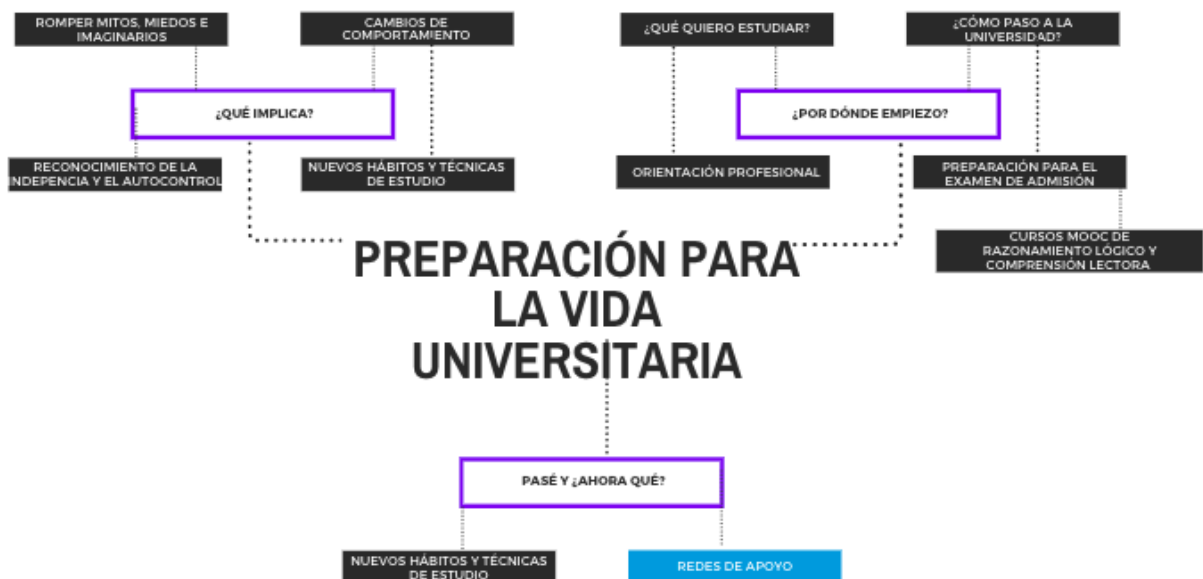 ROMPER MITOS, MIEDOS E
IMAGINARIOS
CAMBIOS DE
COMPORTAMIENTO
¿QUÉ QUIERO ESTUDIAR?
¿CÓMO PASO A LA
UNIVERSIDAD?
¿QUÉ IMPLICA?
¿POR DÓNDE EMPIEZO?
RECONOCIMIENTO DE LA
INDEPENCIA Y EL AUTOCONTROL
NUEVOS HÁBITOS Y TÉCNICAS
DE ESTUDIO
ORIENTACIÓN PROFESIONAL
PREPARACIÓN PARA EL
EXAMEN DE ADMISIÓN
CURSOS MOOC DE
RAZONAMIENTO LÓGICO Y
COMPRENSIÓN LECTORA
PREPARACIÓN PARA
LA VIDA
UNIVERSITARIA
PASÉ Y ¿AHORA QUÉ?
NUEVOS HÁBITOS Y TÉCNICAS
DE ESTUDIO
REDES DE APOYO